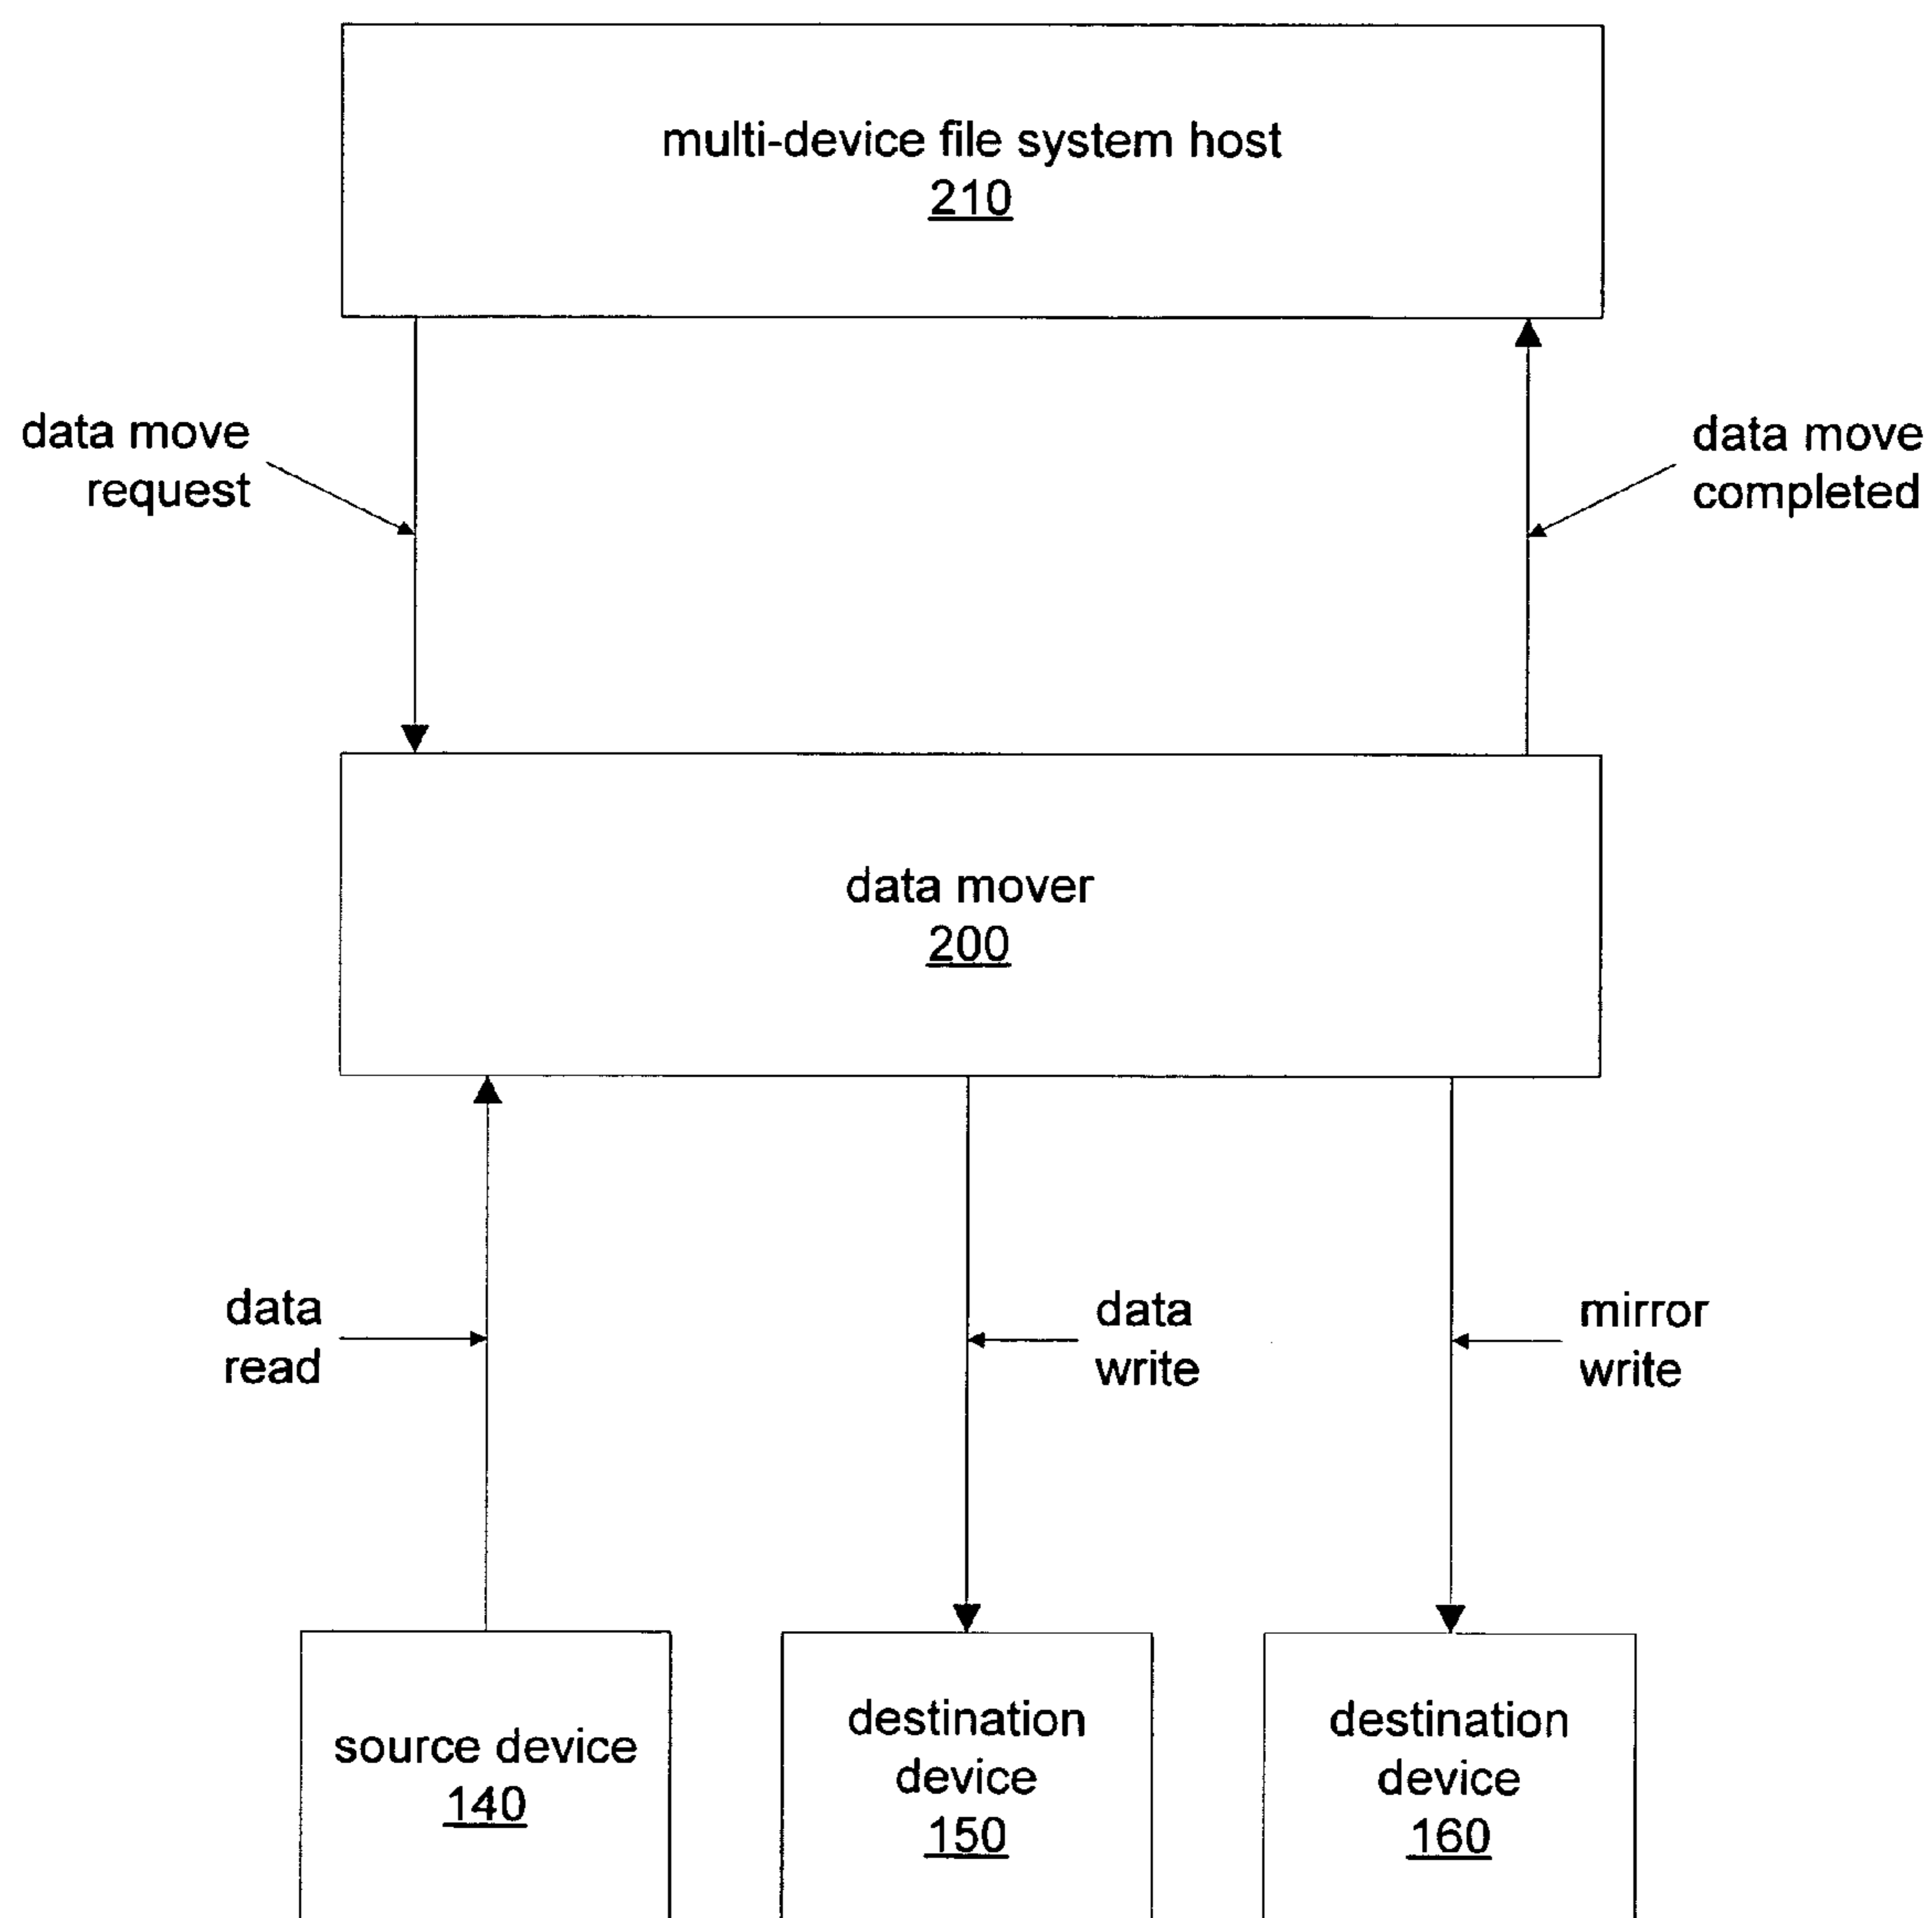 multi-device file system host
210
data move
request
data move
completed
data mover
200
data
read
data
write
mirror
write
source device
140
destination
device
150
destination
device
160